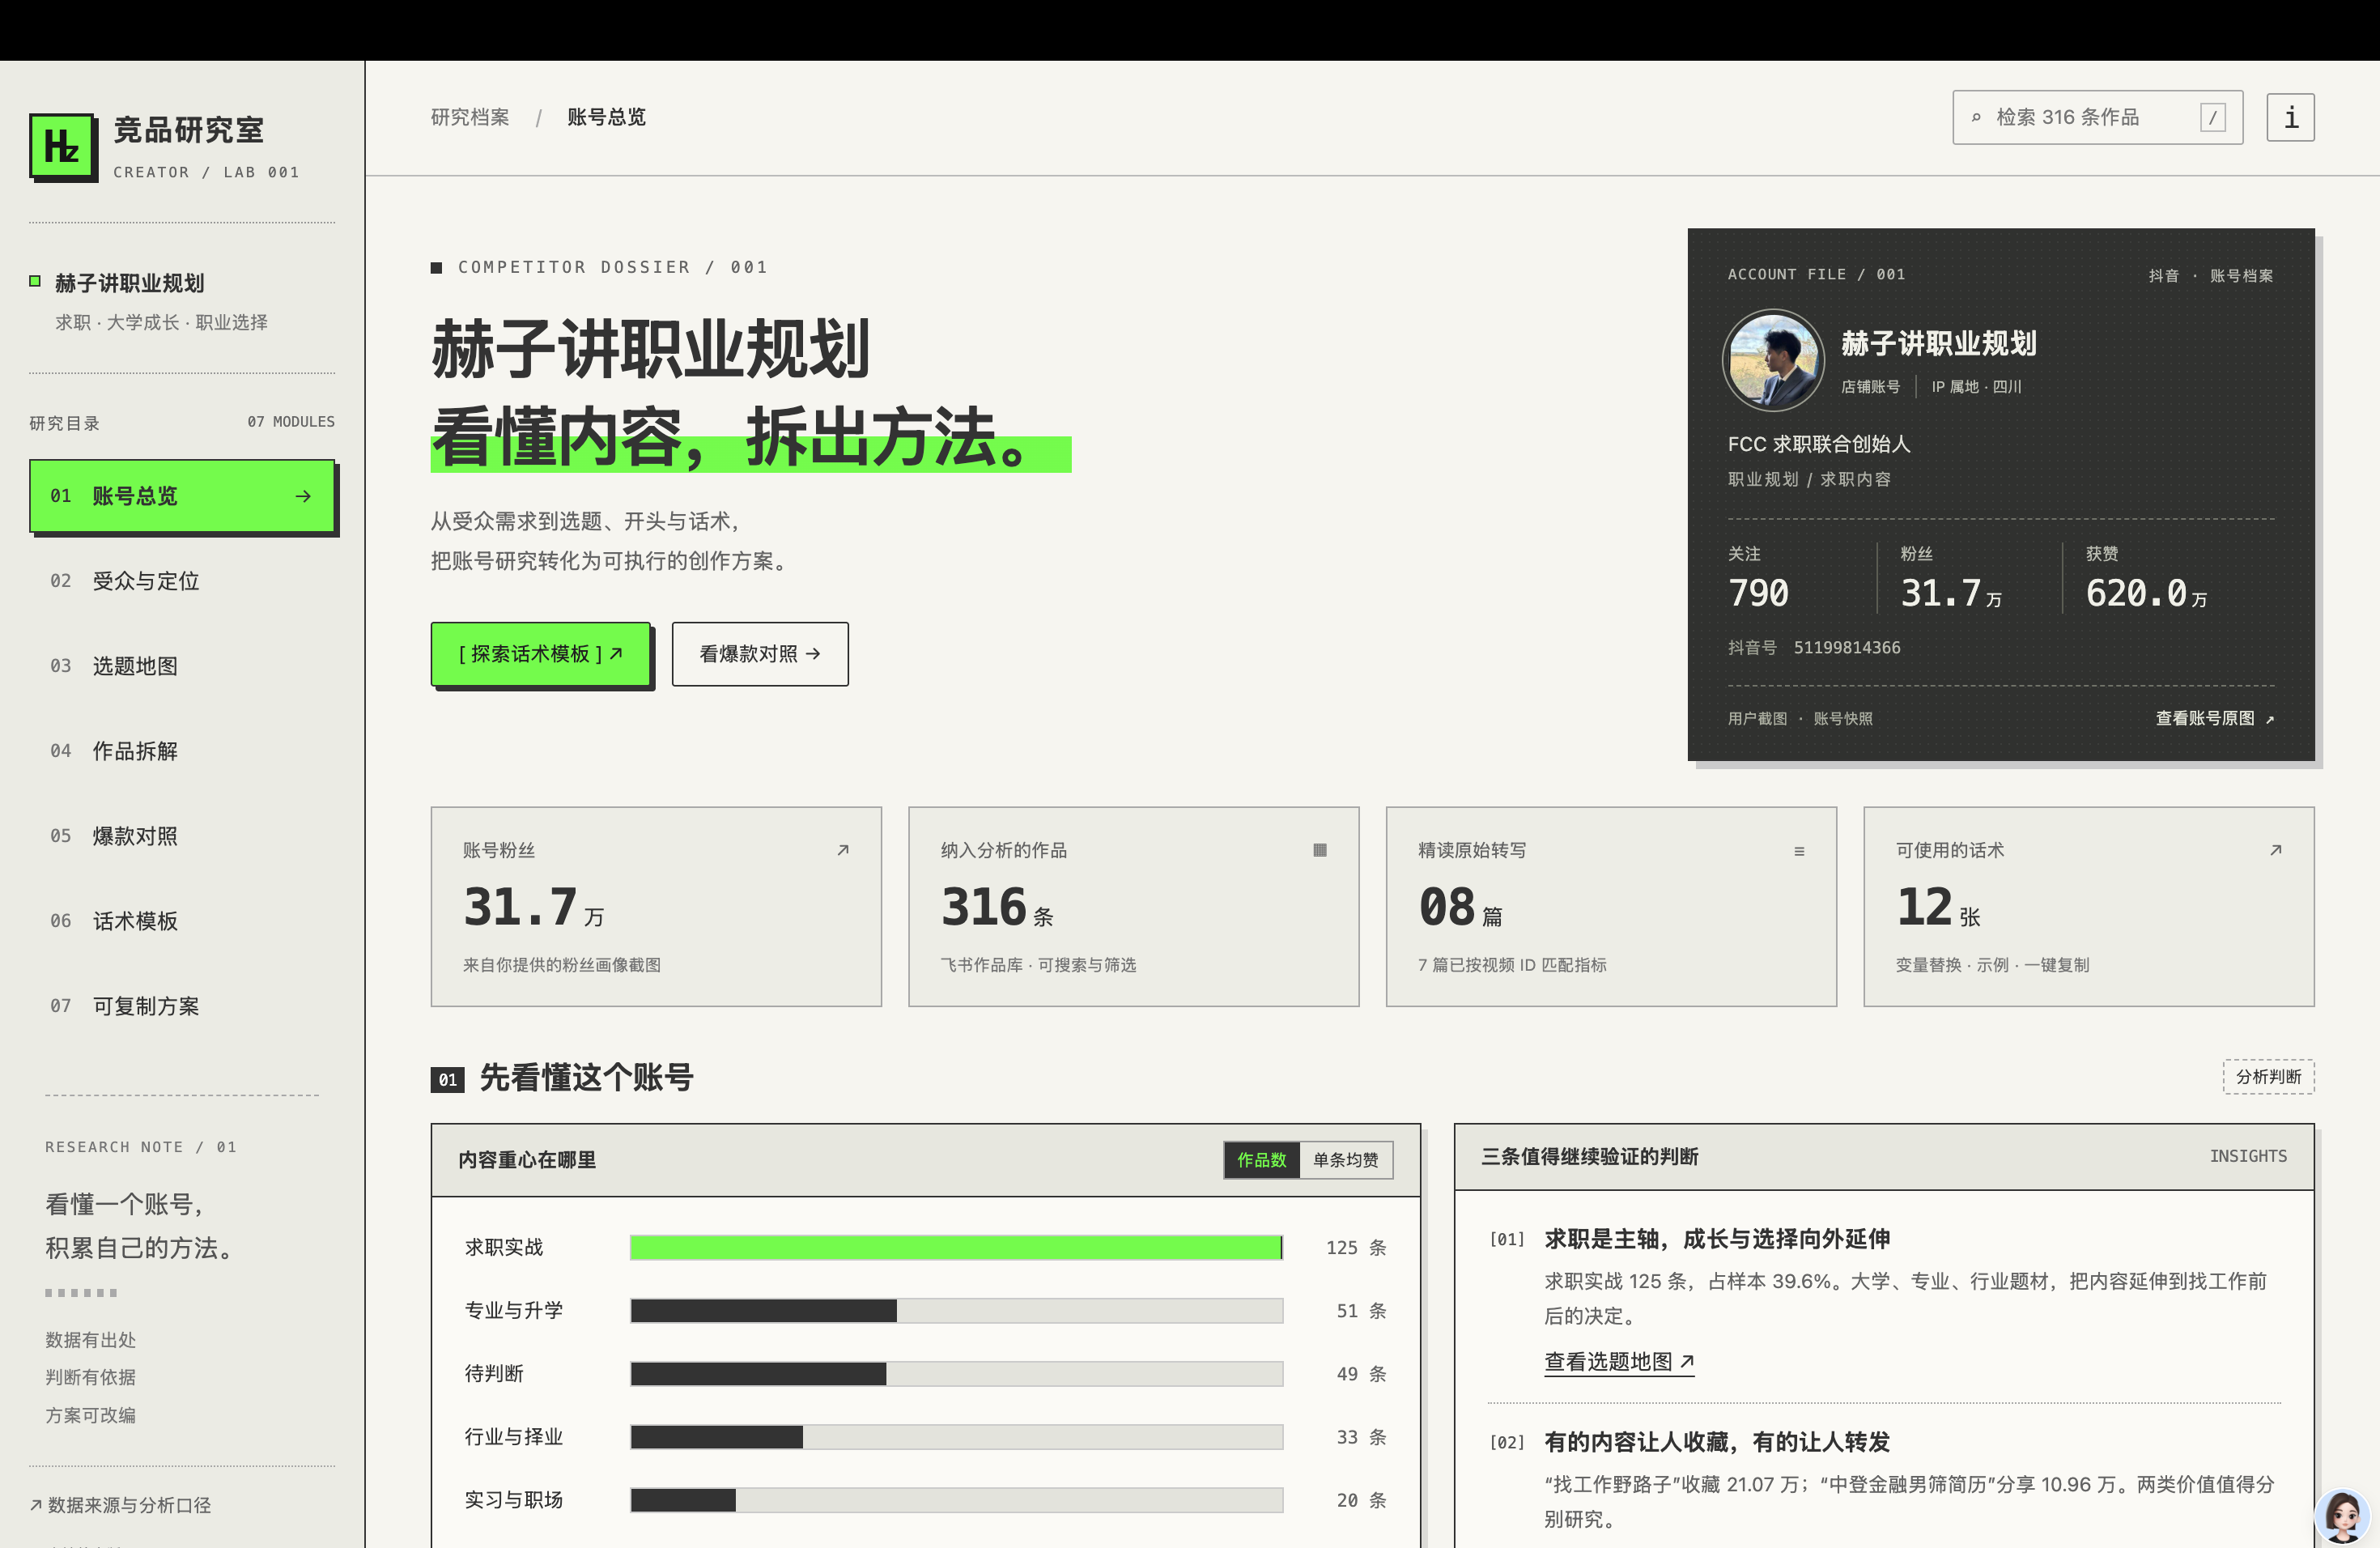 Hz
竞品研究室
CREATOR / LAB 001
赫子讲职业规划
求职 · 大学成长 · 职业选择
研究目录 07 MODULES
01 账号总览 →
02 受众与定位
03 选题地图
04 作品拆解
05 爆款对照
06 话术模板
07 可复制方案
RESEARCH NOTE / 01
看懂一个账号，
积累自己的方法。
数据有出处
判断有依据
方案可改编
↗ 数据来源与分析口径
研究档案 / 账号总览
检索 316 条作品 /
i
COMPETITOR DOSSIER / 001
赫子讲职业规划
看懂内容，拆出方法。
从受众需求到选题、开头与话术，
把账号研究转化为可执行的创作方案。
[ 探索话术模板 ] ↗
看爆款对照 →
ACCOUNT FILE / 001 抖音 · 账号档案
赫子讲职业规划
店铺账号 IP 属地 · 四川
FCC 求职联合创始人
职业规划 / 求职内容
关注 粉丝 获赞
790 31.7 万 620.0 万
抖音号 51199814366
用户截图 · 账号快照 查看账号原图 ↗
账号粉丝 ↗
31.7 万
来自你提供的粉丝画像截图
纳入分析的作品
316 条
飞书作品库 · 可搜索与筛选
精读原始转写 ≡
08 篇
7 篇已按视频 ID 匹配指标
可使用的话术 ↗
12 张
变量替换 · 示例 · 一键复制
01 先看懂这个账号 分析判断
内容重心在哪里 作品数 单条均赞
求职实战 125 条
专业与升学 51 条
待判断 49 条
行业与择业 33 条
实习与职场 20 条
三条值得继续验证的判断 INSIGHTS
[01] 求职是主轴，成长与选择向外延伸
求职实战 125 条，占样本 39.6%。大学、专业、行业题材，把内容延伸到找工作前
后的决定。
查看选题地图 ↗
[02] 有的内容让人收藏，有的让人转发
“找工作野路子”收藏 21.07 万；“中登金融男筛简历”分享 10.96 万。两类价值值得分
别研究。